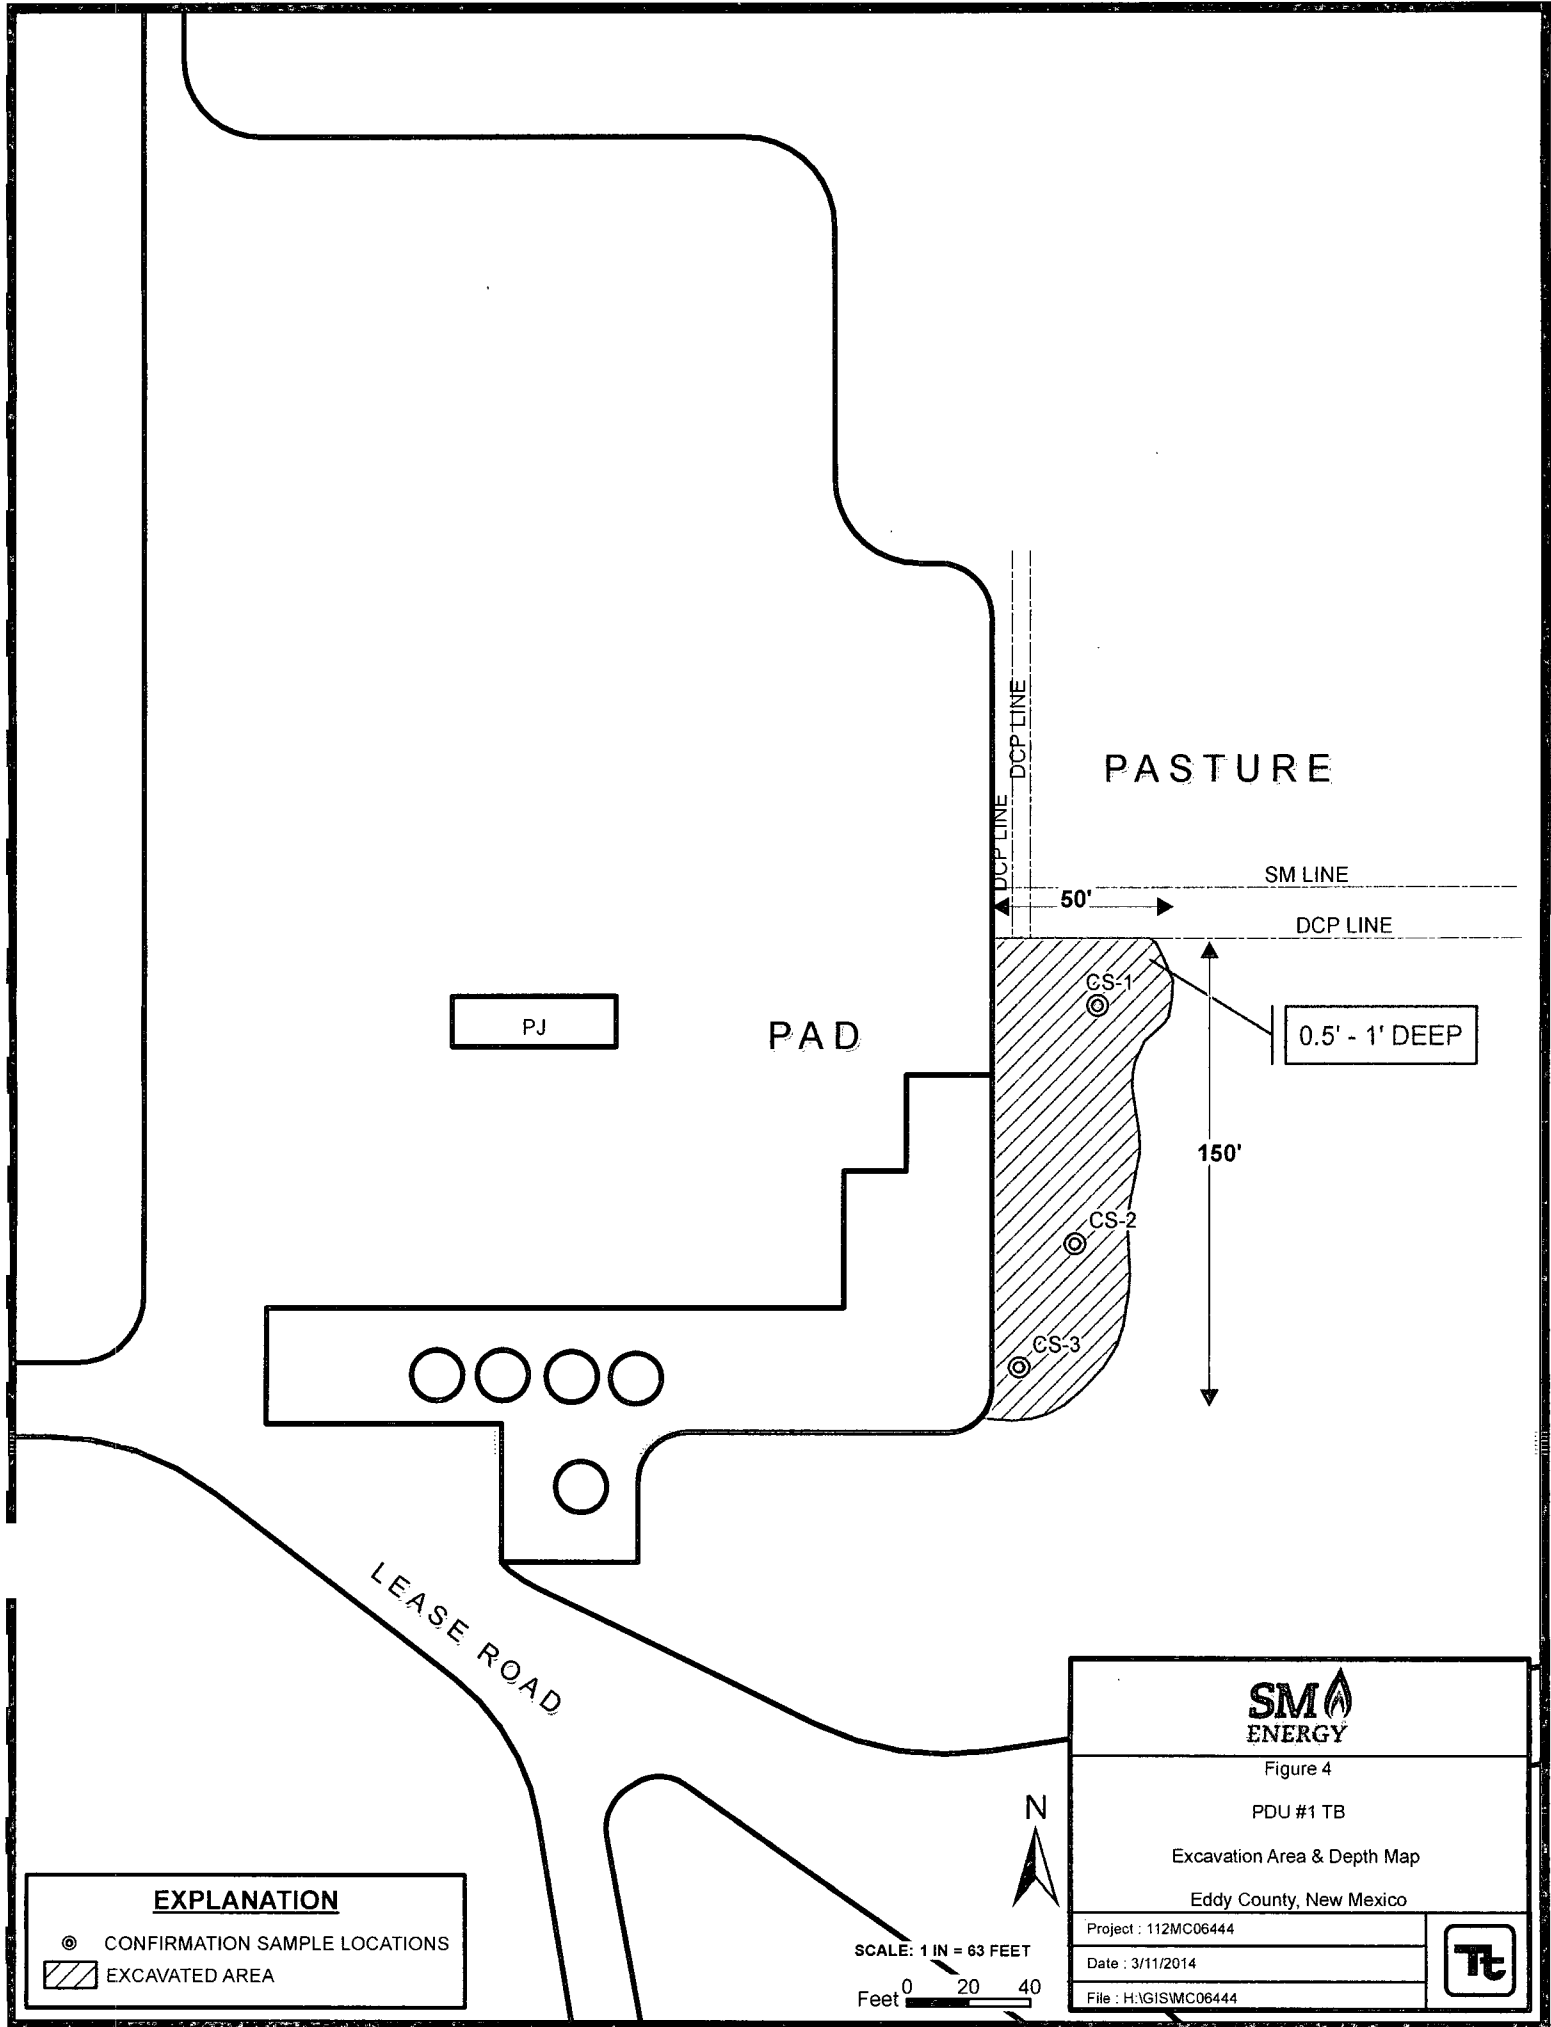 DCP LINE
DCP LINE
PASTURE
SM LINE
50'
DCP LINE
CS-1
PJ
PAD
0.5' - 1' DEEP
150'
CS-2
CS-3
LEASE ROAD
SM
ENERGY
Figure 4
PDU #1 TB
Excavation Area & Depth Map
Eddy County, New Mexico
Project : 112MC06444
Date : 3/11/2014
File : H:\GIS\MC06444
Tt
N
SCALE: 1 IN = 63 FEET
Feet 0 20 40
EXPLANATION
CONFIRMATION SAMPLE LOCATIONS
EXCAVATED AREA